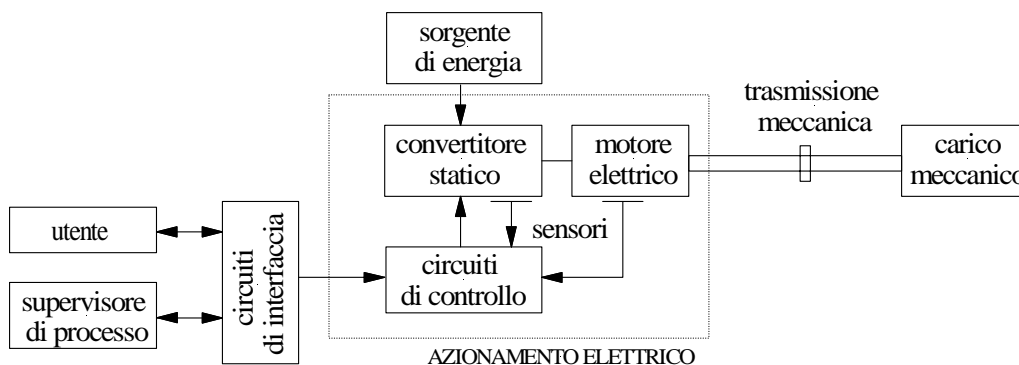 sorgente
di energia
trasmissione
meccanica
convertitore
statico
motore
elettrico
carico
meccanico
utente
circuiti
di interfaccia
sensori
circuiti
di controllo
supervisore
di processo
AZIONAMENTO ELETTRICO